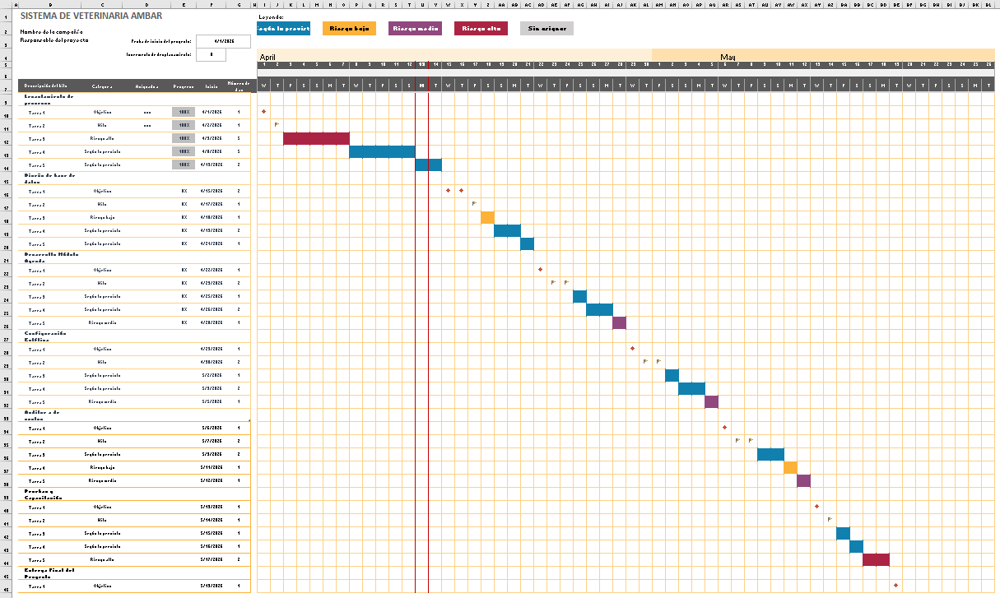 SISTEMA DE VETERINARIA AMBAR
Leyenda:
Nombre de la campaña
Responsable del proyecto
Fecha de inicio del proyecto: 4/1/2026
Incremento de desplazamiento: 0
Según lo previst
Riesgo bajo
Riesgo medio
Riesgo alto
Sin asignar
April
May
1 2 3 4 5 6 7 8 9 10 11 12 13 14 15 16 17 18 19 20 21 22 23 24 25 26 27 28 29 30 1 2 3 4 5 6 7 8 9 10 11 12 13 14 15 16 17 18 19 20 21 22 23 24 25 26
Descripción del hito Categoría Asignado a Progreso Inicio Número de días
W T F S S M T W T F S S M T W T F S S M T W T F S S M T W T F S S M T W T F S S M T W T F S S M T W T F S S M T
Levantamiento de procesos
Tarea 1 Objetivo 100% 4/1/2026 1
Tarea 2 Hito 100% 4/2/2026 1
Tarea 3 Riesgo alto 100% 4/3/2026 5
Tarea 4 Según lo previsto 100% 4/8/2026 5
Tarea 5 Según lo previsto 100% 4/13/2026 2
Diseño de base de datos
Tarea 1 Objetivo 0% 4/15/2026 2
Tarea 2 Hito 0% 4/17/2026 1
Tarea 3 Riesgo bajo 0% 4/18/2026 1
Tarea 4 Según lo previsto 0% 4/19/2026 2
Tarea 5 Según lo previsto 0% 4/21/2026 1
Desarrollo Módulo Agenda
Tarea 1 Objetivo 0% 4/22/2026 1
Tarea 2 Hito 0% 4/23/2026 2
Tarea 3 Según lo previsto 0% 4/25/2026 1
Tarea 4 Según lo previsto 0% 4/26/2026 2
Tarea 5 Riesgo medio 0% 4/28/2026 1
Configuración
Tarea 1 Objetivo 4/29/2026 1
Tarea 2 Hito 4/30/2026 2
Tarea 3 Según lo previsto 5/2/2026 1
Tarea 4 Según lo previsto 5/3/2026 2
Tarea 5 Riesgo medio 5/5/2026 1
Tarea 1 Objetivo 5/6/2026 1
Tarea 2 Hito 5/7/2026 2
Tarea 3 Según lo previsto 5/9/2026 2
Tarea 4 Riesgo bajo 5/11/2026 1
Tarea 5 Riesgo medio 5/12/2026 1
Pruebas y Capacitación
Tarea 1 Objetivo 5/13/2026 1
Tarea 2 Hito 5/14/2026 1
Tarea 3 Según lo previsto 5/15/2026 1
Tarea 4 Según lo previsto 5/16/2026 1
Tarea 5 Riesgo alto 5/17/2026 2
Entrega Final del Proyecto
Tarea 1 Objetivo 5/19/2026 1